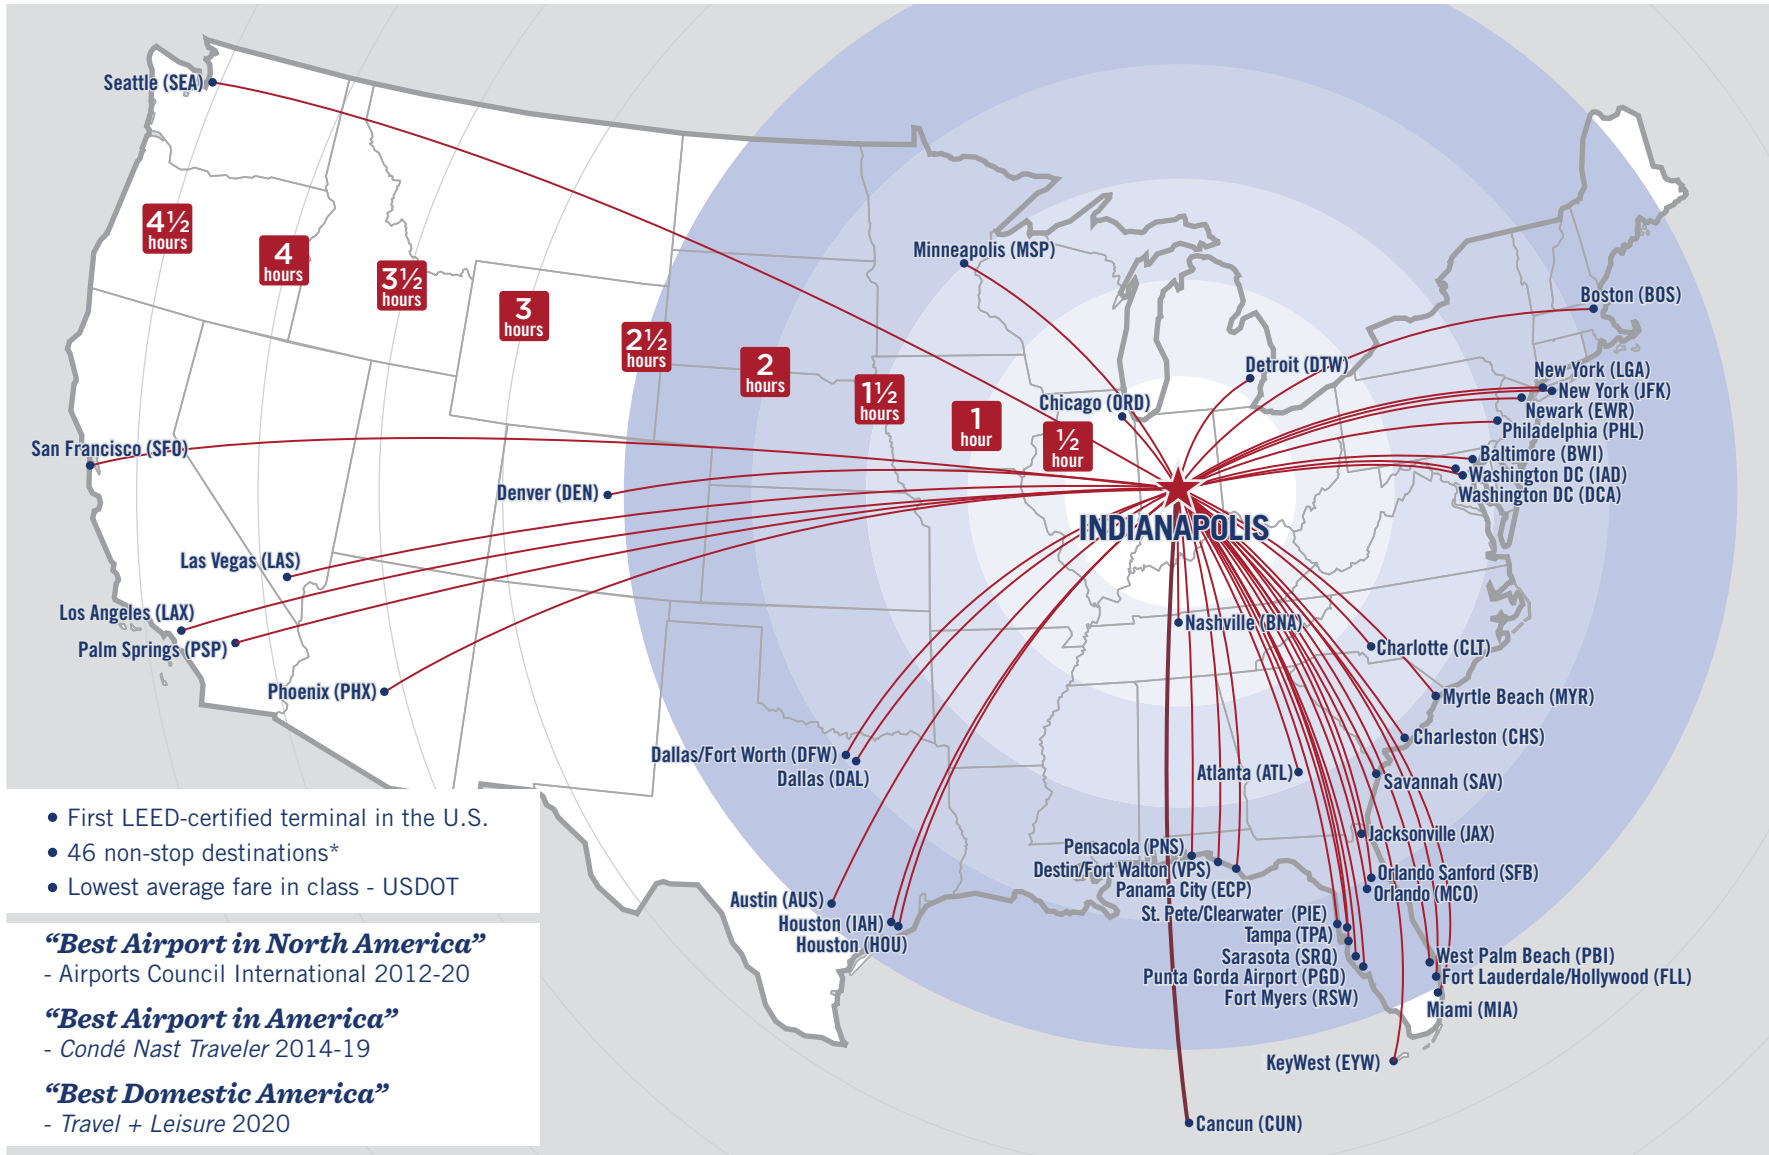 Seattle (SEA)
4½
hours
4
hours
3½
hours
3
hours
2½
hours
2
hours
1½
hours
1
hour
½
hour
Minneapolis (MSP)
Boston (BOS)
Detroit (DTW)
New York (LGA)
New York (JFK)
Chicago (ORD)
Newark (EWR)
Philadelphia (PHL)
San Francisco (SFO)
Baltimore (BWI)
Washington DC (IAD)
Denver (DEN)
Washington DC (DCA)
INDIANAPOLIS
Las Vegas (LAS)
Los Angeles (LAX)
Nashville (BNA)
Palm Springs (PSP)
Charlotte (CLT)
Phoenix (PHX)
Myrtle Beach (MYR)
Charleston (CHS)
Dallas/Fort Worth (DFW)
Dallas (DAL)
Atlanta (ATL)
Savannah (SAV)
Jacksonville (JAX)
Pensacola (PNS)
Destin/Fort Walton (VPS)
Panama City (ECP)
Orlando Sanford (SFB)
Orlando (MCO)
Austin (AUS)
Houston (IAH)
Houston (HOU)
St. Pete/Clearwater (PIE)
Tampa (TPA)
Sarasota (SRQ)
Punta Gorda Airport (PGD)
Fort Myers (RSW)
West Palm Beach (PBI)
Fort Lauderdale/Hollywood (FLL)
Miami (MIA)
KeyWest (EYW)
Cancun (CUN)
• First LEED-certified terminal in the U.S.
• 46 non-stop destinations*
• Lowest average fare in class - USDOT
“Best Airport in North America”
- Airports Council International 2012-20
“Best Airport in America”
- Condé Nast Traveler 2014-19
“Best Domestic America”
- Travel + Leisure 2020